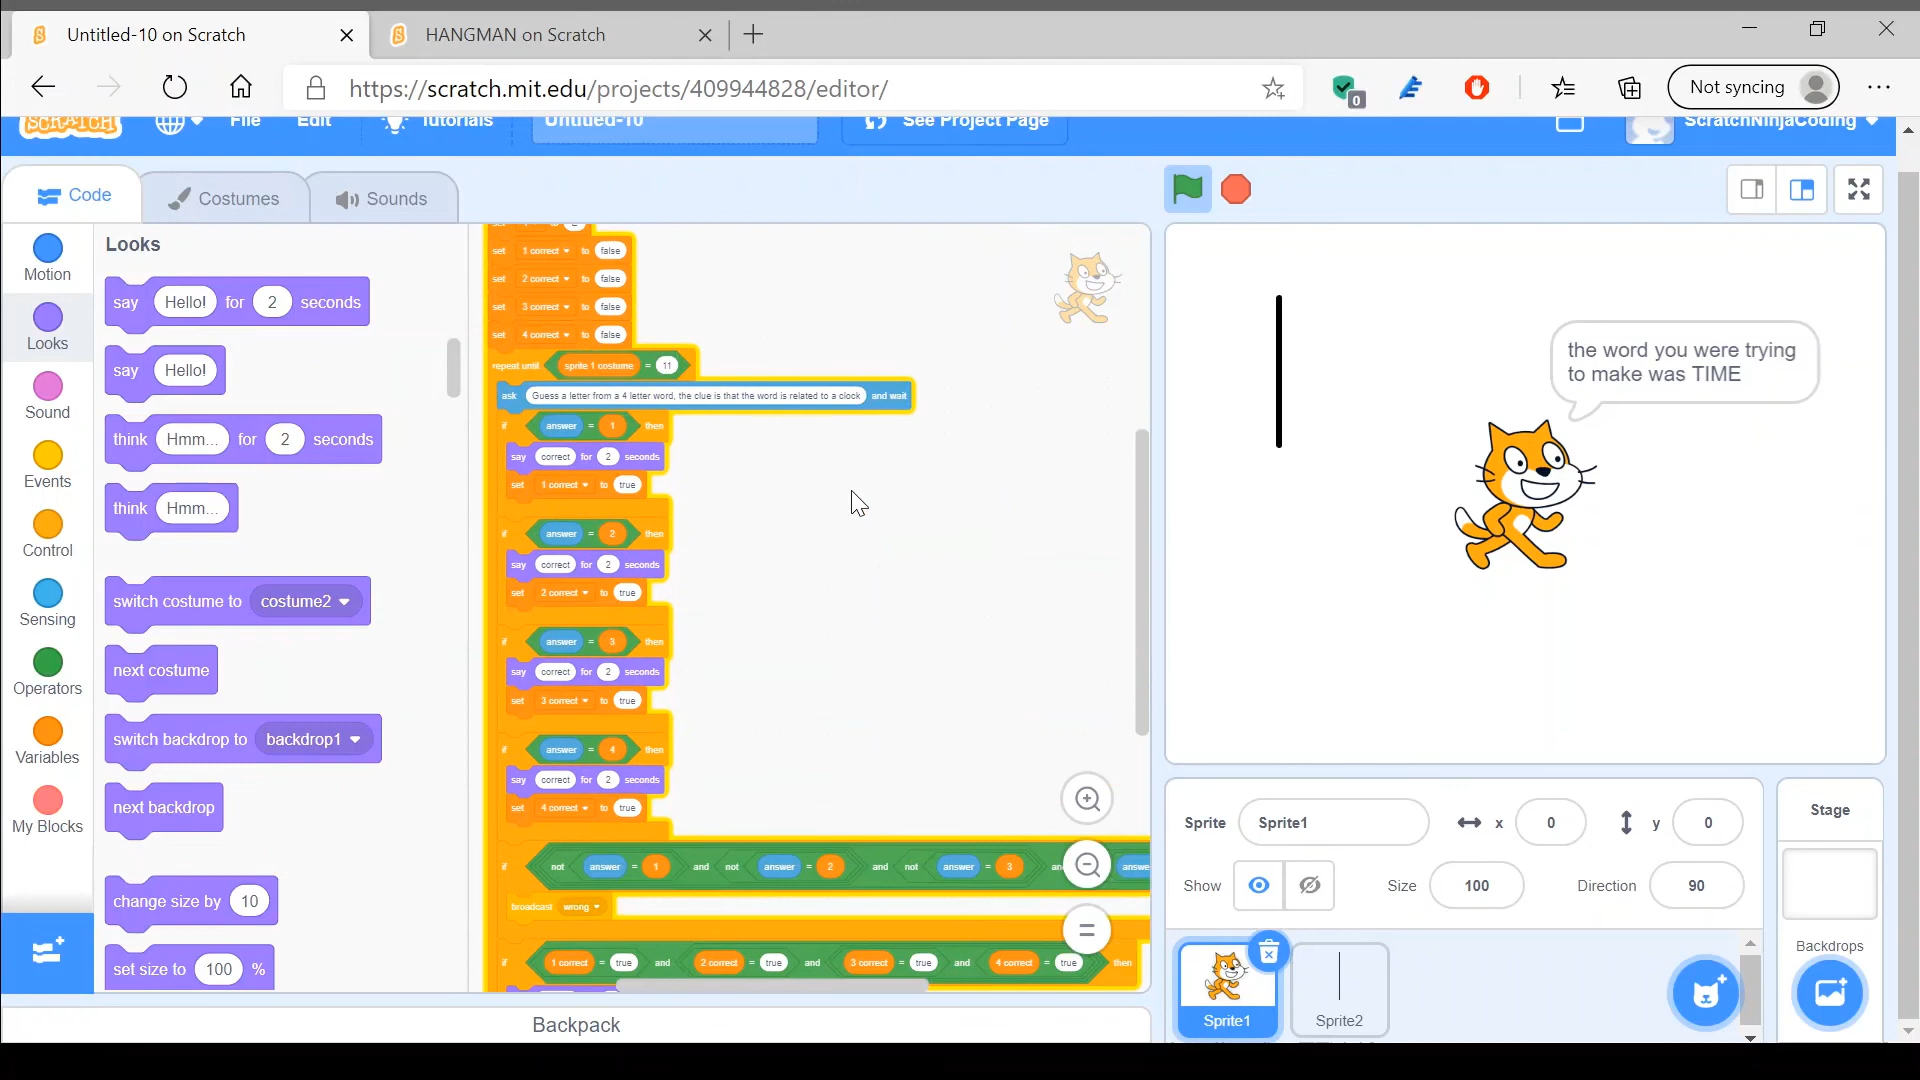 Untitled-10 on Scratch
HANGMAN on Scratch
https://scratch.mit.edu/projects/409944828/editor/
0
Not syncing
SCRATCH
File
Edit
Tutorials
Untitled-10
See Project Page
ScratchNinjaCoding
Code
Costumes
Sounds
Motion
Looks
Sound
Events
Control
Sensing
Operators
Variables
My Blocks
Looks
say Hello! for 2 seconds
say Hello!
think Hmm... for 2 seconds
think Hmm...
switch costume to costume2
next costume
switch backdrop to backdrop1
next backdrop
change size by 10
set size to 100 %
set 1 correct to false
set 2 correct to false
set 3 correct to false
set 4 correct to false
repeat until sprite 1 costume = 11
ask Guess a letter from a 4 letter word, the clue is that the word is related to a clock and wait
if answer = 1 then
say correct for 2 seconds
set 1 correct to true
if answer = 2 then
say correct for 2 seconds
set 2 correct to true
if answer = 3 then
say correct for 2 seconds
set 3 correct to true
if answer = 4 then
say correct for 2 seconds
set 4 correct to true
if not answer = 1 and not answer = 2 and not answer = 3
broadcast wrong
if 1 correct = true and 2 correct = true and 3 correct = true and 4 correct = true then
Backpack
the word you were trying
to make was TIME
Sprite Sprite1 x 0 y 0
Show Size 100 Direction 90
Sprite1
Sprite2
Stage
Backdrops